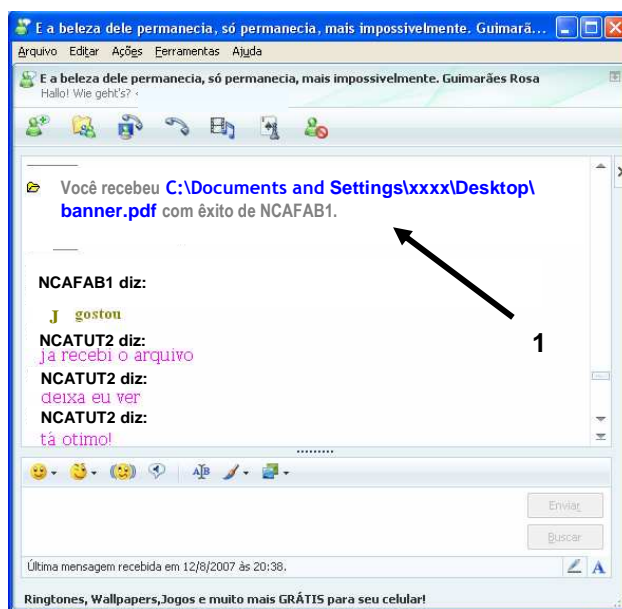 E a beleza dele permanecia, só permanecia, mais impossivelmente. Guimarã...
Arquivo Editar Ações Ferramentas Ajuda
E a beleza dele permanecia, só permanecia, mais impossivelmente. Guimarães Rosa
Hallo! Wie geht's?
Você recebeu C:\Documents and Settings\xxxx\Desktop\
banner.pdf com êxito de NCAFAB1.
NCAFAB1 diz:
J gostou
1
NCATUT2 diz:
ja recebi o arquivo
NCATUT2 diz:
deixa eu ver
NCATUT2 diz:
tá otimo!
Enviar
Buscar
Última mensagem recebida em 12/8/2007 às 20:38.
Ringtones, Wallpapers,Jogos e muito mais GRÁTIS para seu celular!